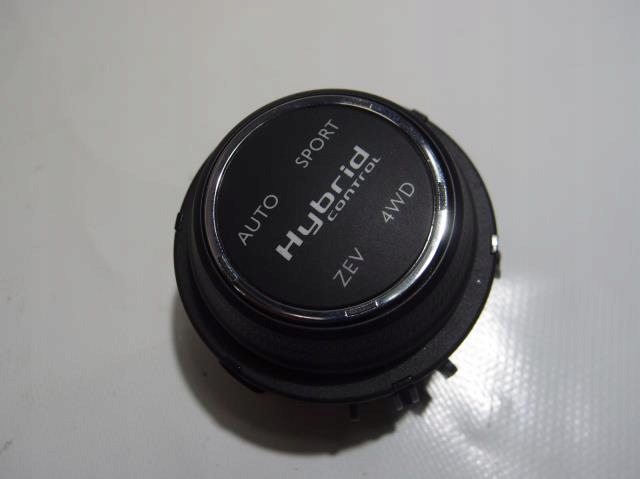 SPORT
AUTO
Hybrid
CONTROL
4WD
ZEV